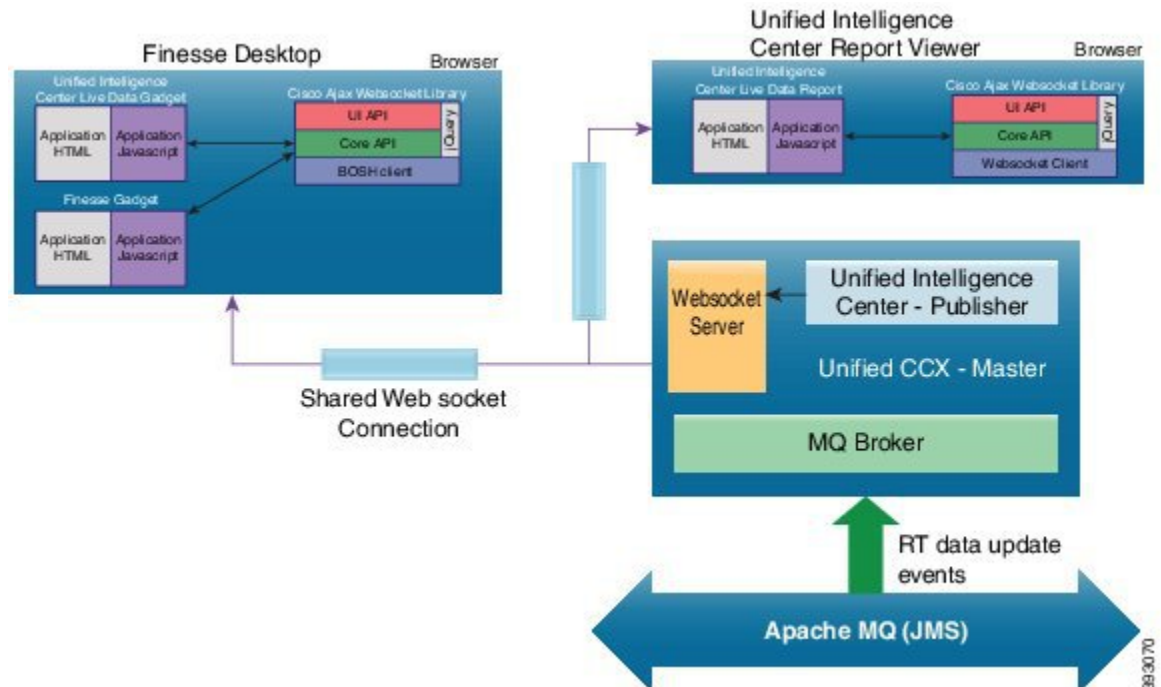 Finesse Desktop
Browser
Unified Intelligence
Center Live Data Gadget
Application
HTML
Application
Javascript
Cisco Ajax Websocket Library
UI API
Core API
jQuery
BOSH client
Finesse Gadget
Application
HTML
Application
Javascript
Unified Intelligence
Center Report Viewer
Browser
Unified Intelligence
Center Live Data Report
Application
HTML
Application
Javascript
Cisco Ajax Websocket Library
UI API
Core API
jQuery
Websocket Client
Websocket
Server
Unified Intelligence
Center - Publisher
Unified CCX - Master
MQ Broker
Shared Web socket
Connection
RT data update
events
Apache MQ (JMS)
393070